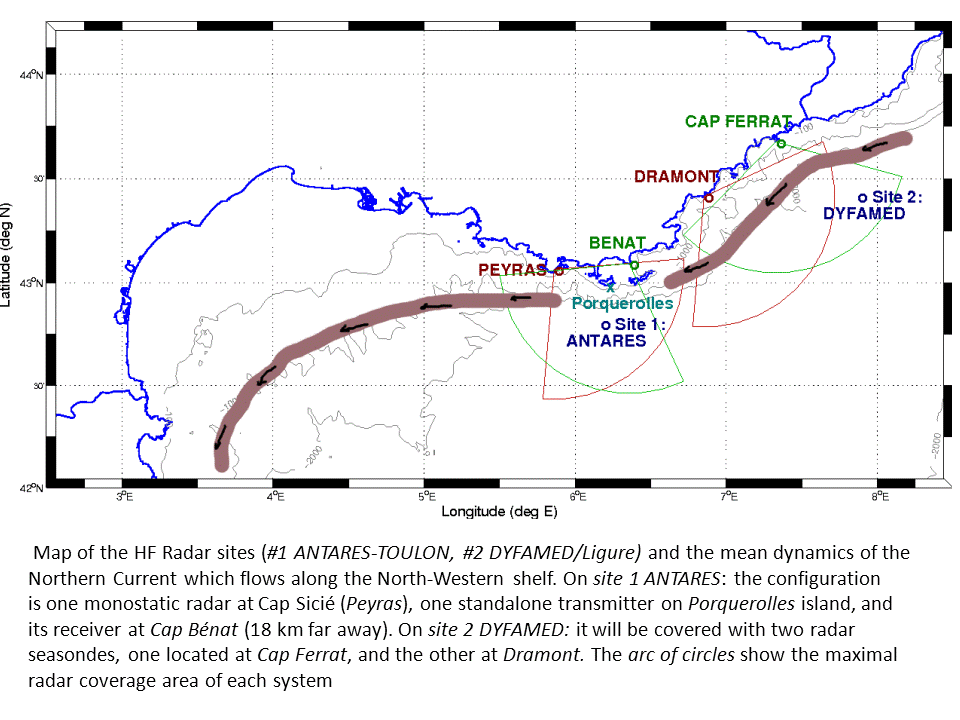 44°N
CAP FERRAT
-100
30'
DRAMONT
o Site 2:
DYFAMED
BENAT
PEYRAS
43°N
Porquerolles
o Site 1:
ANTARES
30'
-100
-100
-2000
-2000
42°N
3°E 4°E 5°E 6°E 7°E 8°E
Latitude (deg N)
Longitude (deg E)
Map of the HF Radar sites (#1 ANTARES-TOULON, #2 DYFAMED/Ligure) and the mean dynamics of the
Northern Current which flows along the North-Western shelf. On site 1 ANTARES: the configuration
is one monostatic radar at Cap Sicié (Peyras), one standalone transmitter on Porquerolles island, and
its receiver at Cap Bénat (18 km far away). On site 2 DYFAMED: it will be covered with two radar
seasondes, one located at Cap Ferrat, and the other at Dramont. The arc of circles show the maximal
radar coverage area of each system